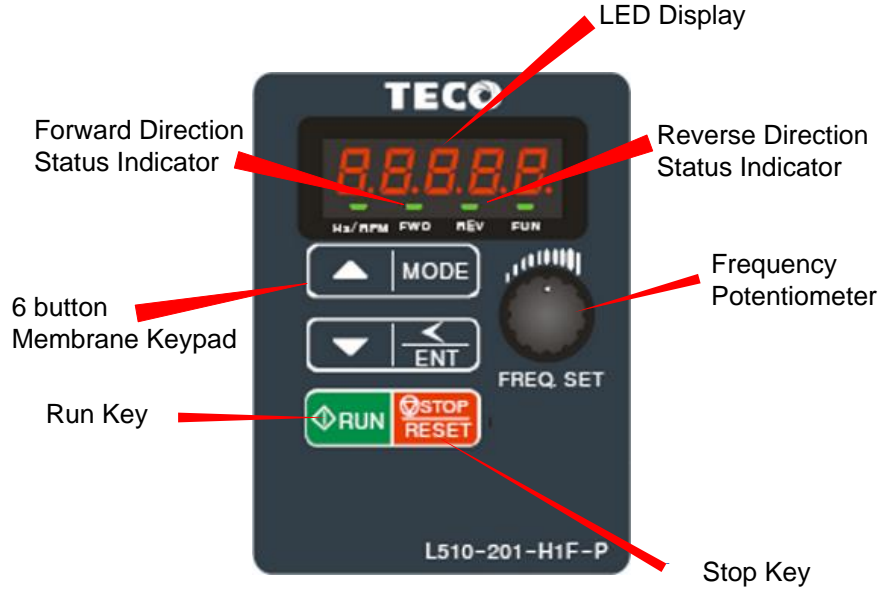 LED Display
TECO
Forward Direction
Status Indicator
Reverse Direction
Status Indicator
8.8.8.8.8.
Hz/RPM FWD REV FUN
MODE
Frequency
Potentiometer
6 button
Membrane Keypad
<
ENT
FREQ. SET
Run Key
RUN
STOP
RESET
L510-201-H1F-P
Stop Key